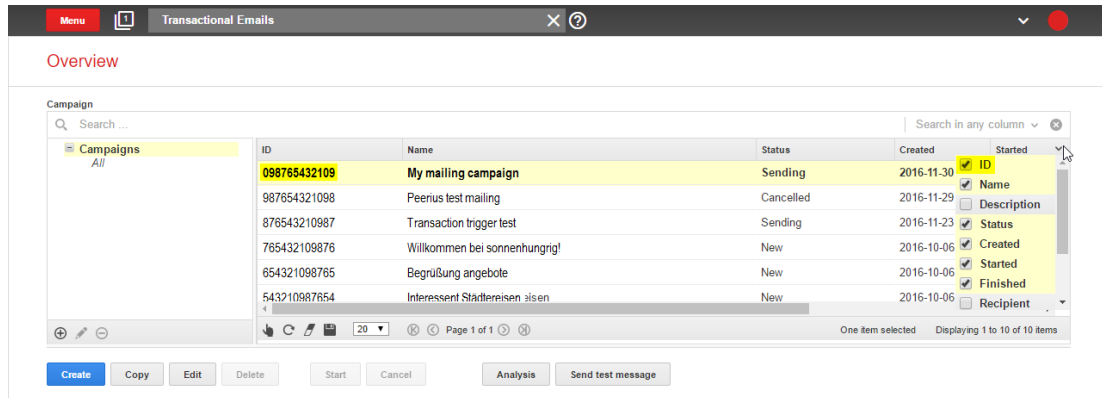 Menu 1 Transactional Emails
Overview
Campaign
Search ... Search in any column
Campaigns
All
ID Name Status Created Started
098765432109 My mailing campaign Sending 2016-11-30
987654321098 Peerius test mailing Cancelled 2016-11-29
876543210987 Transaction trigger test Sending 2016-11-23
765432109876 Willkommen bei sonnenhungrig! New 2016-10-06
654321098765 Begrüßung angebote New 2016-10-06
543210987654 Interessent Städtereisen eisen New 2016-10-06
ID
Name
Description
Status
Created
Started
Finished
Recipient
20 Page 1 of 1 One item selected Displaying 1 to 10 of 10 items
Create Copy Edit Delete Start Cancel Analysis Send test message